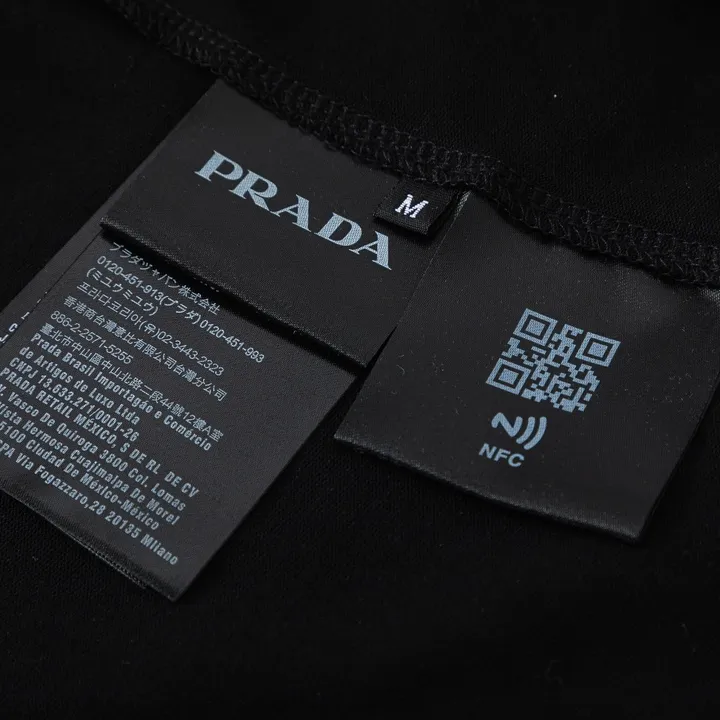 PRADA
M
プラダジャパン株式会社
0120-451-913(プラダ) 0120-451-993
(ミュウミュウ)
프라다코리아(유) 02-3443-2323
香港商台灣業比有限公司台灣分公司
886-2-2571-5255
臺北市中山區中山北路二段44號12樓A室
Prada Brasil Importação e Comércio
de Artigos de Luxo Ltda
CNPJ 13.833.271/0001-26
PRADA RETAIL MEXICO, S DE RL DE CV
Vasco De Quiroga 3800 Col. Lomas
Vista Hermosa Cuajimalpa De Morel
05100 Ciudad De México-México
SPA Via Fogazzaro,28 20135 Milano
NFC